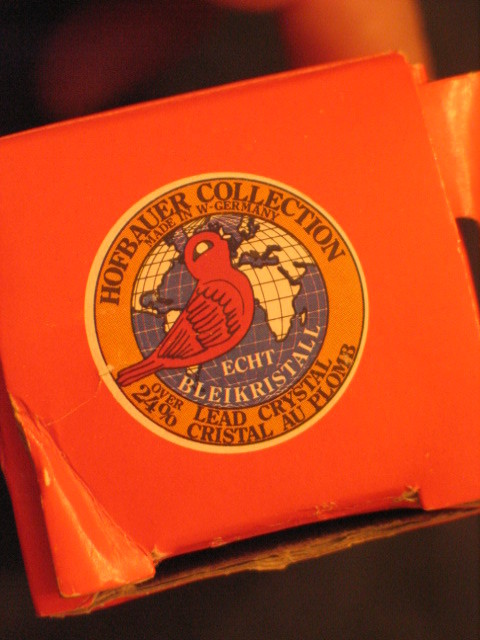 HOFBAUER COLLECTION
MADE IN W-GERMANY
ECHT
BLEIKRISTALL
OVER
24%
LEAD CRYSTAL
CRISTAL AU PLOMB